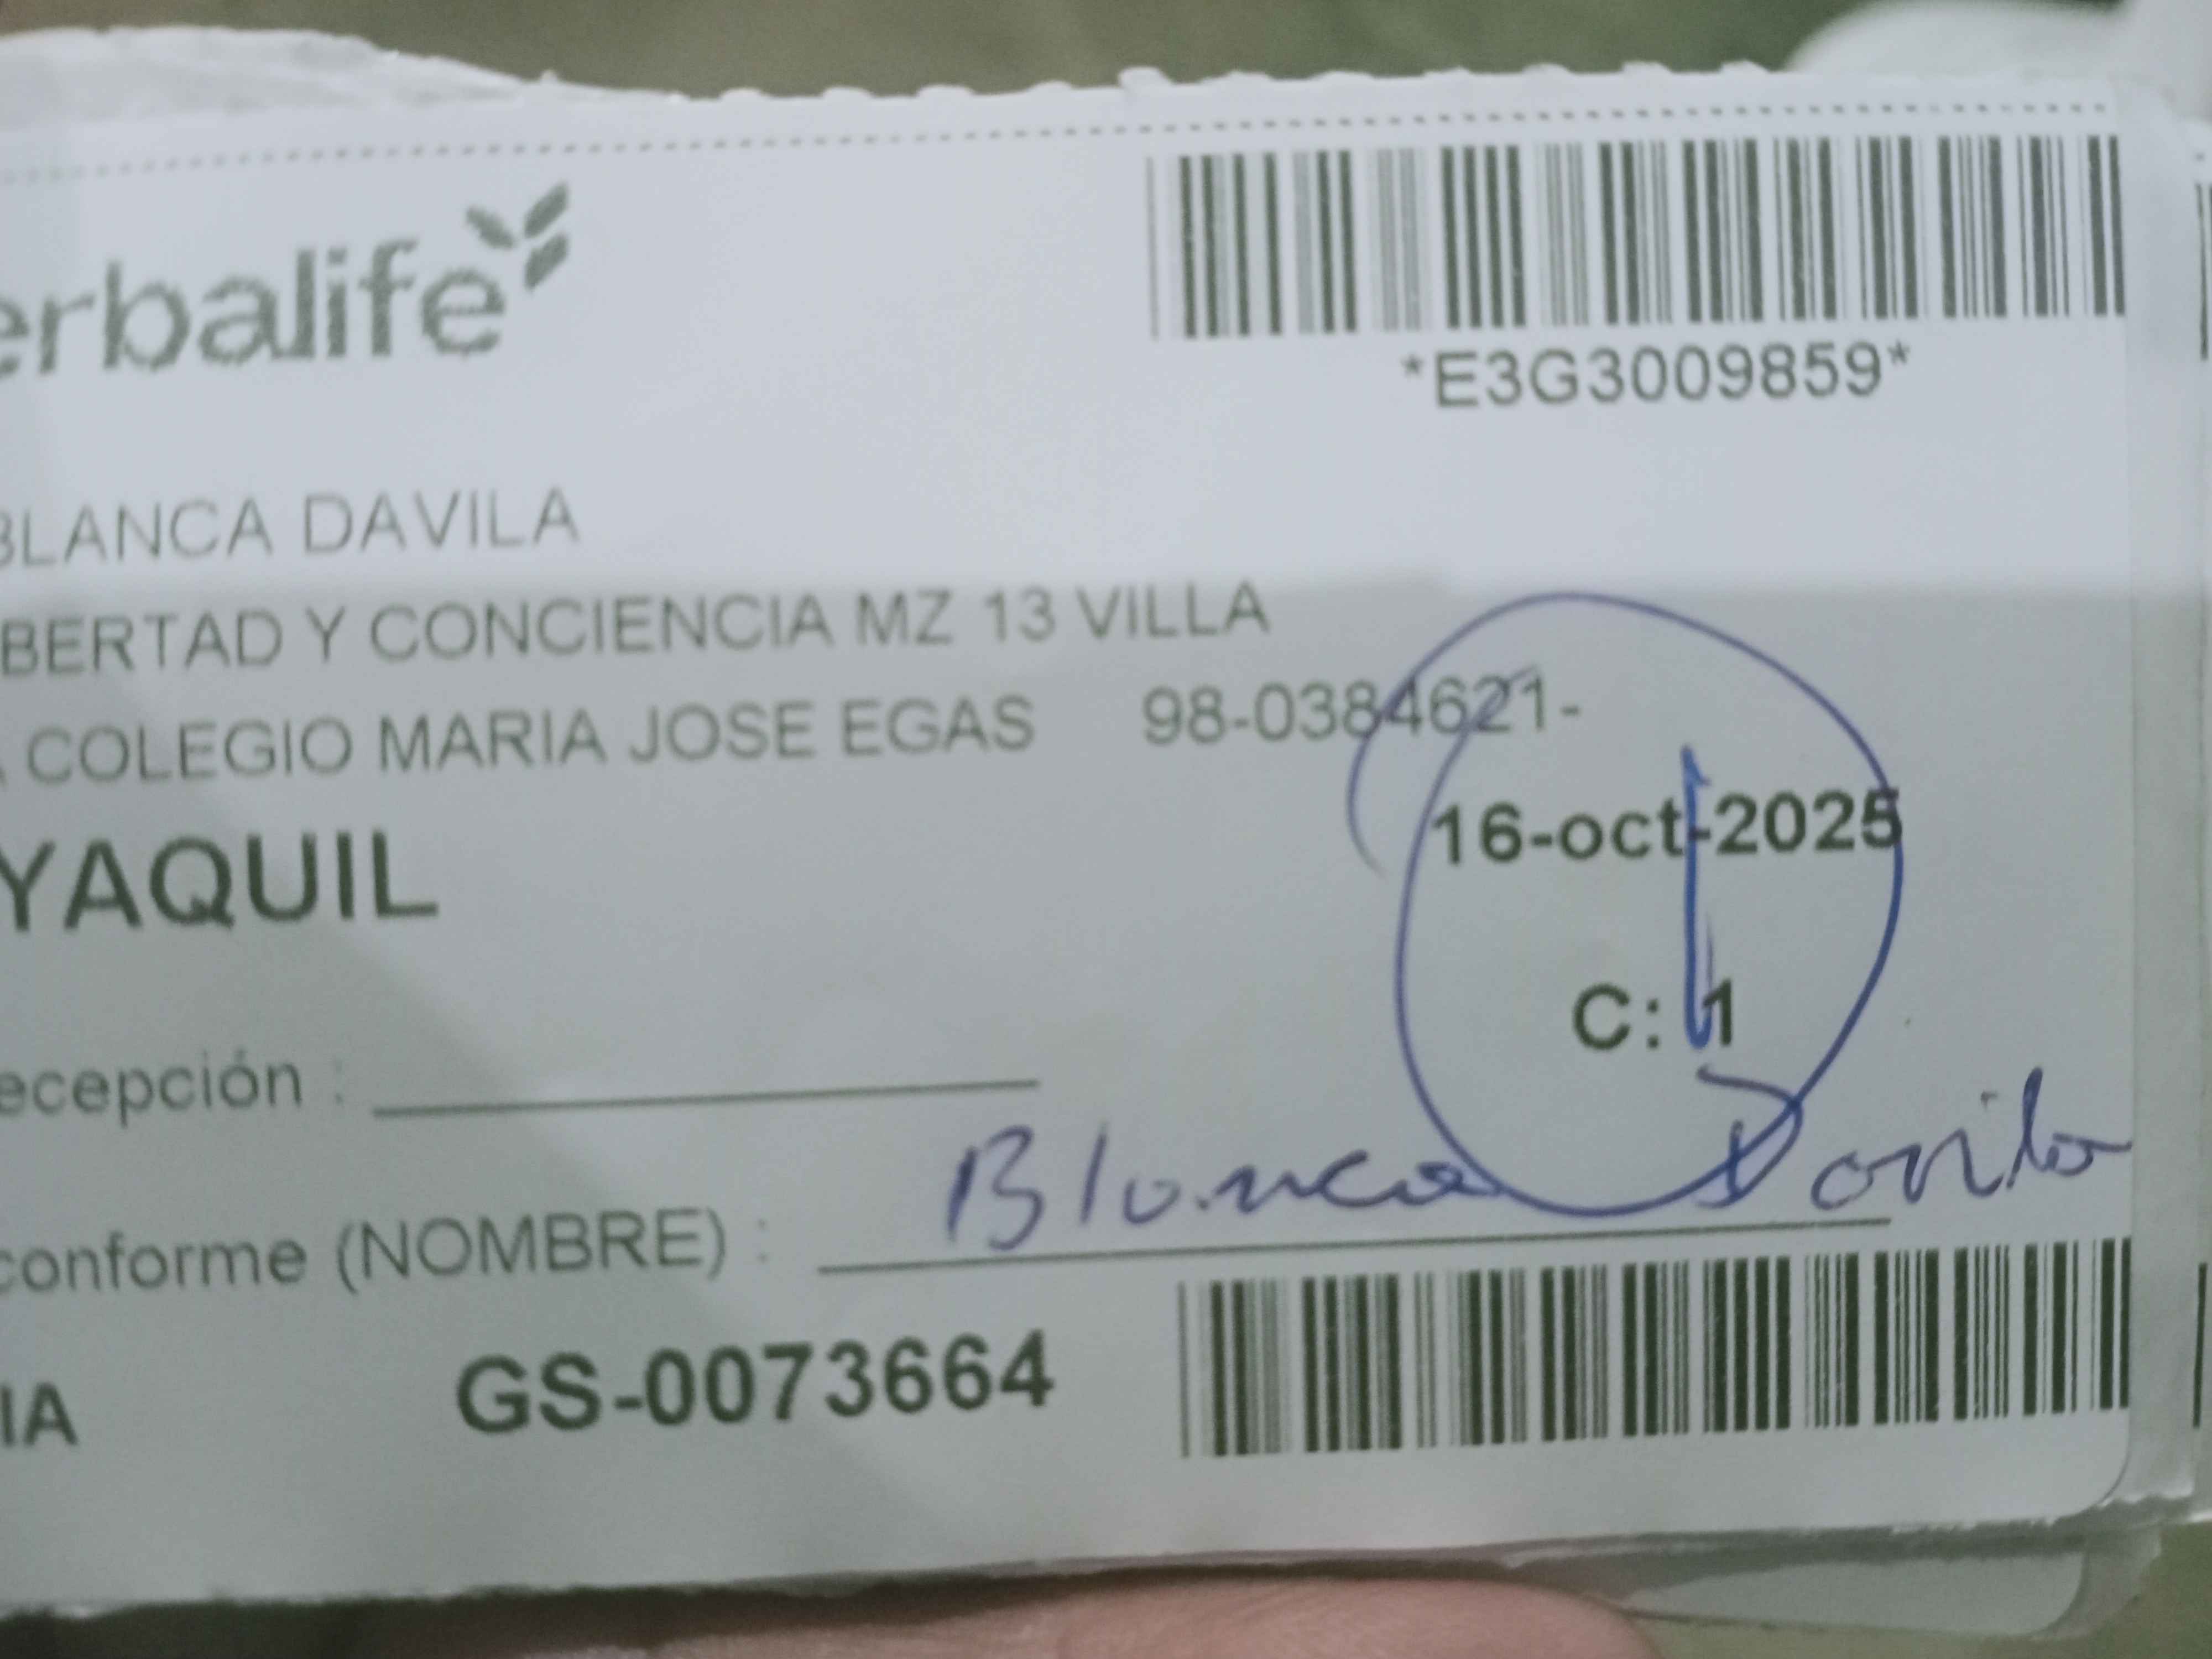 erbalife
*E3G3009859*
BLANCA DAVILA
BERTAD Y CONCIENCIA MZ 13 VILLA
COLEGIO MARIA JOSE EGAS 98-0384621-
16-oct-2025
YAQUIL
C: 1
ecepción :
conforme (NOMBRE) : Blanca Davila
IA GS-0073664